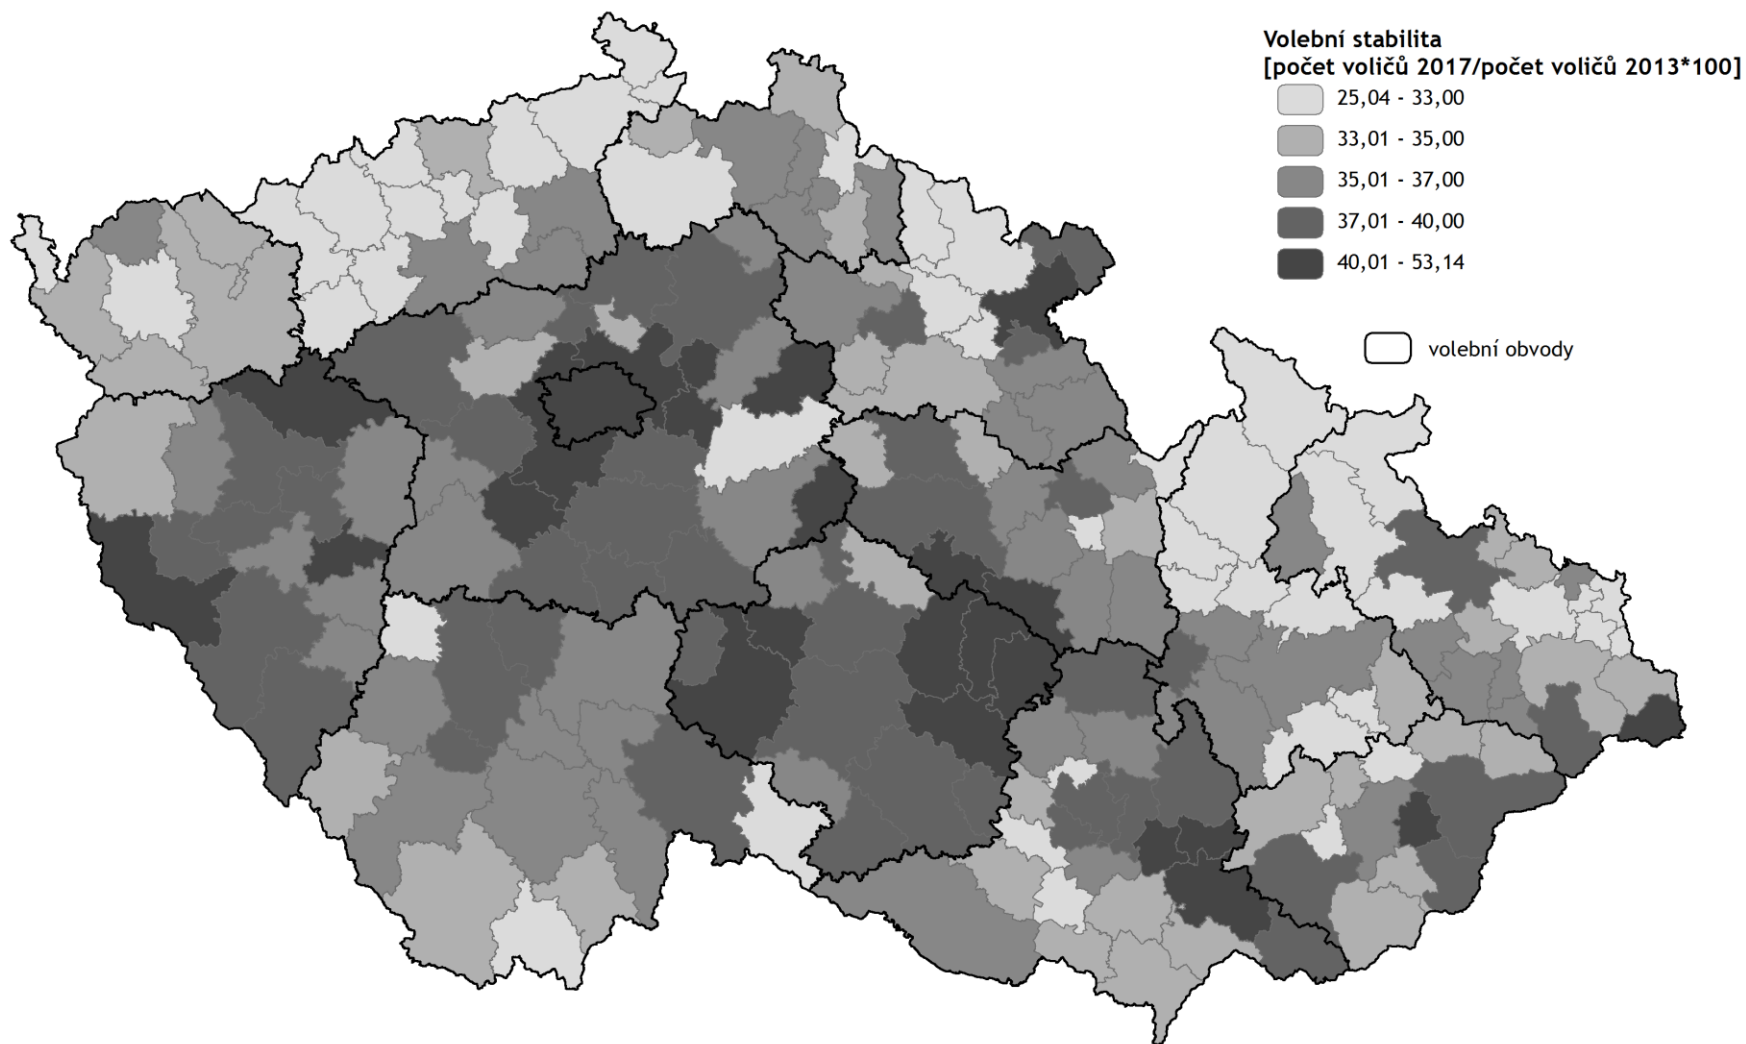 Volební stabilita
[počet voličů 2017/počet voličů 2013*100]
25,04 - 33,00
33,01 - 35,00
35,01 - 37,00
37,01 - 40,00
40,01 - 53,14
volební obvody